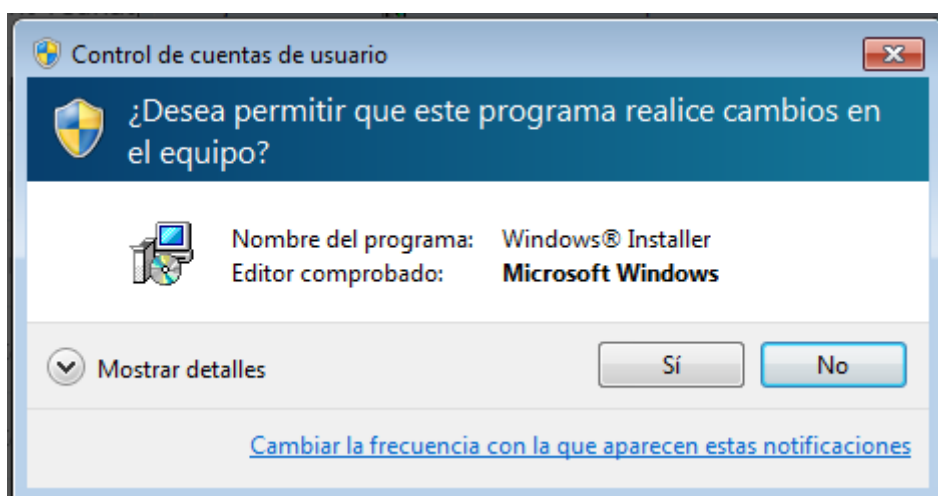 Control de cuentas de usuario
¿Desea permitir que este programa realice cambios en
el equipo?
Nombre del programa: Windows® Installer
Editor comprobado: Microsoft Windows
Mostrar detalles
Sí
No
Cambiar la frecuencia con la que aparecen estas notificaciones